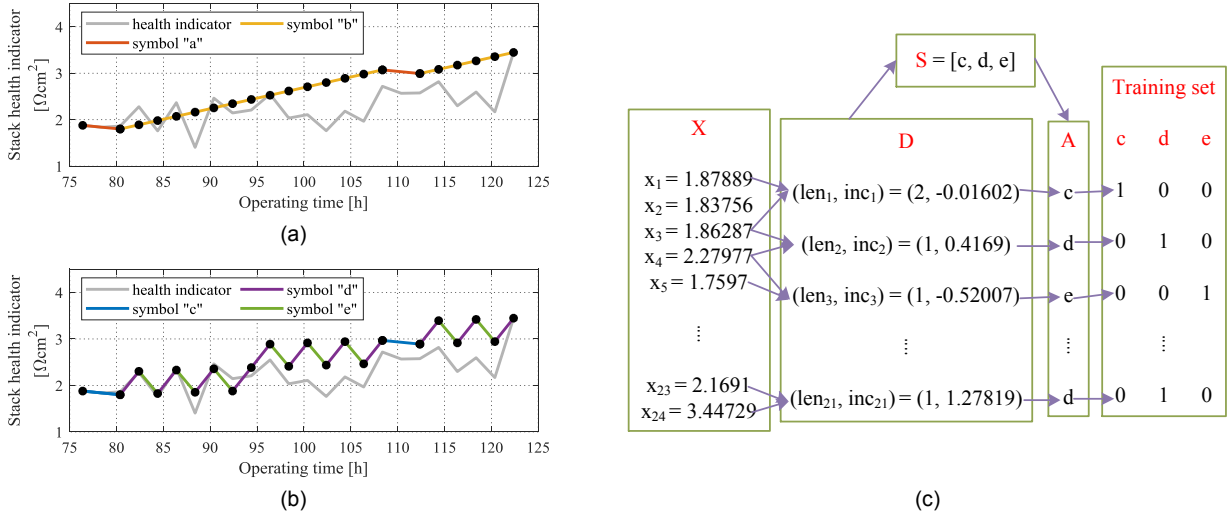 health indicator
symbol "a"
symbol "b"
Stack health indicator
[Ωcm²]
4
3
2
1
75 80 85 90 95 100 105 110 115 120 125
Operating time [h]
(a)
health indicator
symbol "c"
symbol "d"
symbol "e"
Stack health indicator
[Ωcm²]
4
3
2
1
75 80 85 90 95 100 105 110 115 120 125
Operating time [h]
(b)
S = [c, d, e]
X
x₁ = 1.87889
x₂ = 1.83756
x₃ = 1.86287
x₄ = 2.27977
x₅ = 1.7597
...
x₂₃ = 2.1691
x₂₄ = 3.44729
D
(len₁, inc₁) = (2, -0.01602)
(len₂, inc₂) = (1, 0.4169)
(len₃, inc₃) = (1, -0.52007)
...
(len₂₁, inc₂₁) = (1, 1.27819)
A
c
d
e
...
d
Training set
c d e
1 0 0
0 1 0
0 0 1
...
0 1 0
(c)